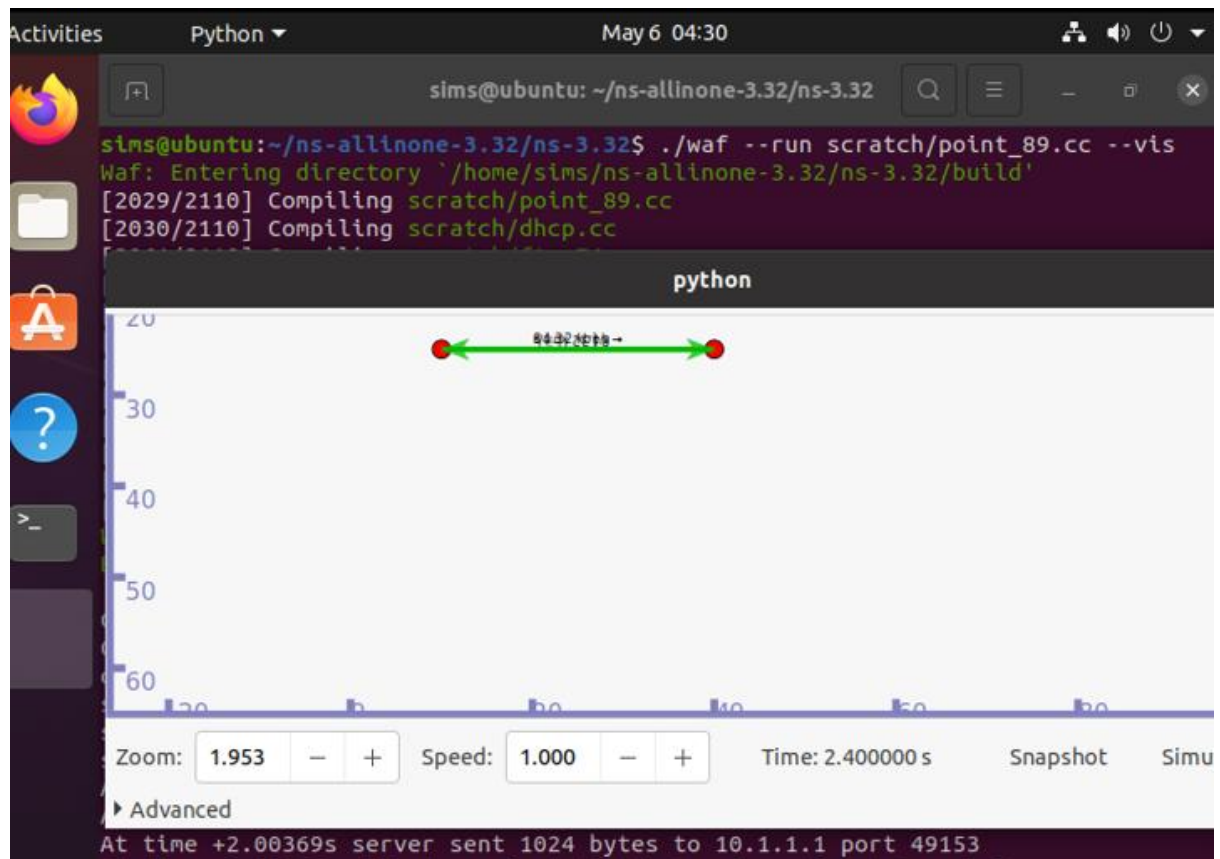 Activities Python May 6 04:30
sims@ubuntu: ~/ns-allinone-3.32/ns-3.32
sims@ubuntu:~/ns-allinone-3.32/ns-3.32$ ./waf --run scratch/point_89.cc --vis
Waf: Entering directory `/home/sims/ns-allinone-3.32/ns-3.32/build'
[2029/2110] Compiling scratch/point_89.cc
[2030/2110] Compiling scratch/dhcp.cc
python
20
30
40
50
60
40
Zoom: 1.953 − + Speed: 1.000 − + Time: 2.400000 s Snapshot Simu
Advanced
At time +2.00369s server sent 1024 bytes to 10.1.1.1 port 49153